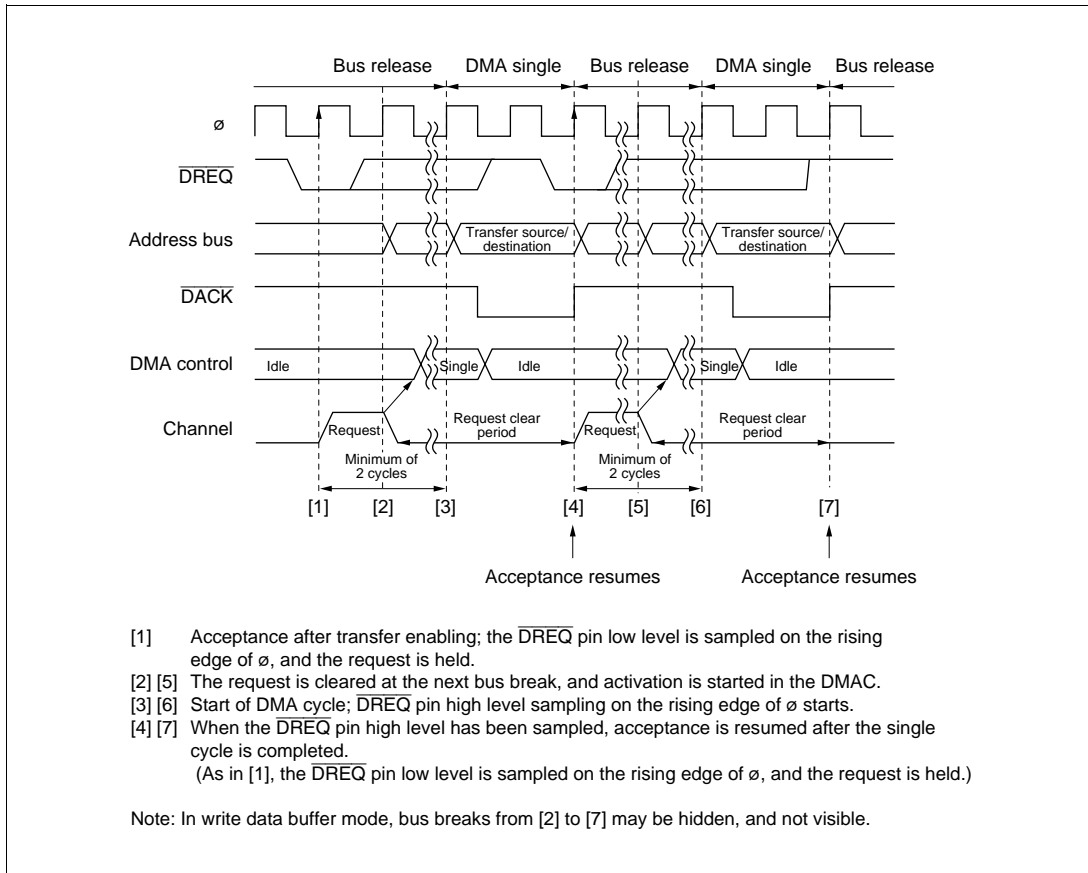 Bus release DMA single Bus release DMA single Bus release
ø
DREQ
Address bus
Transfer source/ destination
Transfer source/ destination
DACK
DMA control
Idle Single Idle Single Idle
Channel
Request Request clear period Request Request clear period
Minimum of 2 cycles
Minimum of 2 cycles
[1] [2] [3] [4] [5] [6] [7]
Acceptance resumes Acceptance resumes
[1] Acceptance after transfer enabling; the DREQ pin low level is sampled on the rising
edge of ø, and the request is held.
[2] [5] The request is cleared at the next bus break, and activation is started in the DMAC.
[3] [6] Start of DMA cycle; DREQ pin high level sampling on the rising edge of ø starts.
[4] [7] When the DREQ pin high level has been sampled, acceptance is resumed after the single
cycle is completed.
(As in [1], the DREQ pin low level is sampled on the rising edge of ø, and the request is held.)
Note: In write data buffer mode, bus breaks from [2] to [7] may be hidden, and not visible.